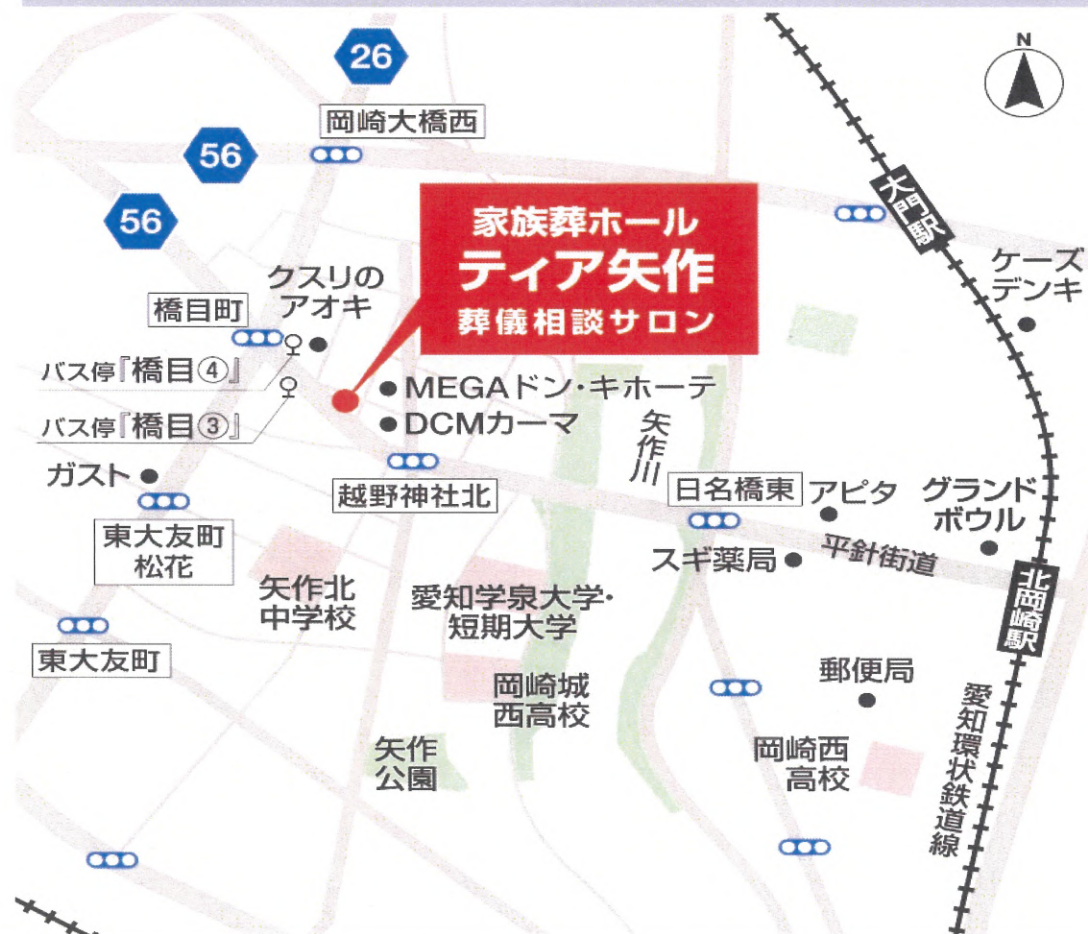 N
26
岡崎大橋西
56
56
家族葬ホール
ティア矢作
葬儀相談サロン
大門駅
ケーズ
デンキ
クスリの
アオキ
橋目町
バス停『橋目④』
バス停『橋目③』
MEGAドン・キホーテ
DCMカーマ
矢作川
ガスト
越野神社北
日名橋東
アピタ
グランド
ボウル
東大友町
松花
スギ薬局
平針街道
矢作北
中学校
愛知学泉大学・
短期大学
北岡崎駅
東大友町
岡崎城
西高校
郵便局
矢作
公園
岡崎西
高校
愛知環状鉄道線